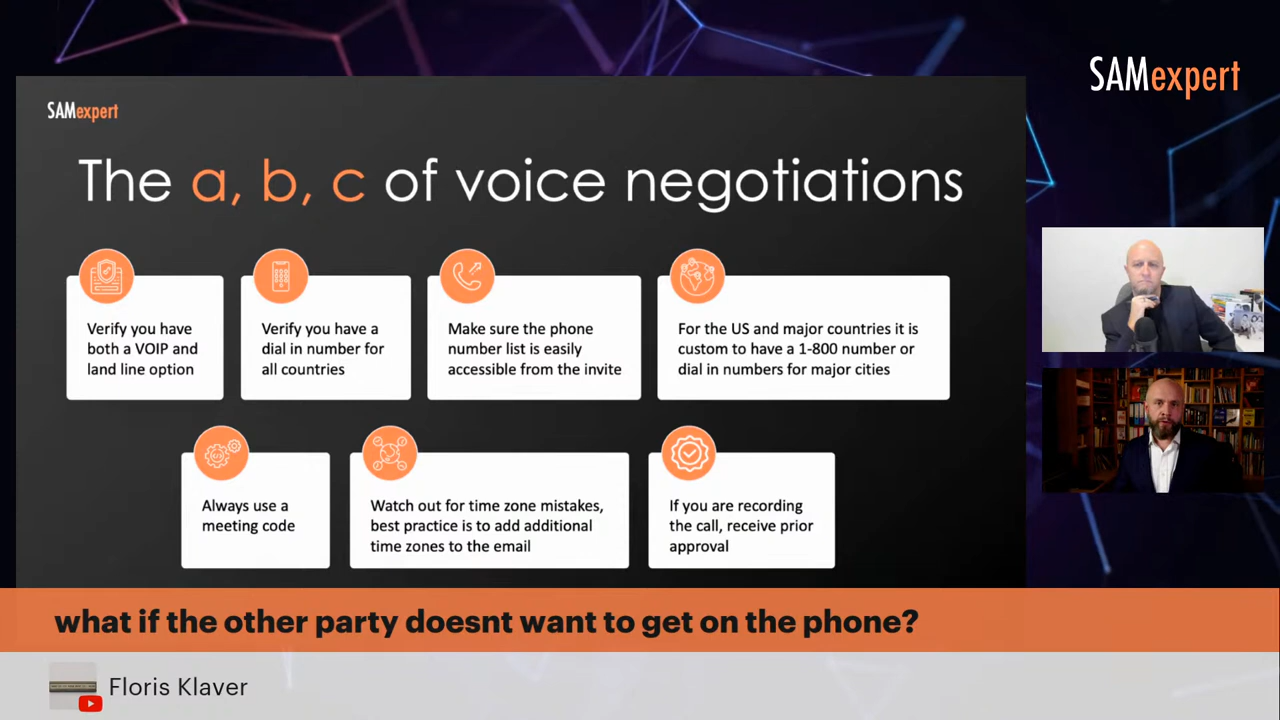 SAMexpert
SAMexpert
The a, b, c of voice negotiations
Verify you have
both a VOIP and
land line option
Verify you have a
dial in number for
all countries
Make sure the phone
number list is easily
accessible from the invite
For the US and major countries it is
custom to have a 1-800 number or
dial in numbers for major cities
Always use a
meeting code
Watch out for time zone mistakes,
best practice is to add additional
time zones to the email
If you are recording
the call, receive prior
approval
what if the other party doesnt want to get on the phone?
Floris Klaver